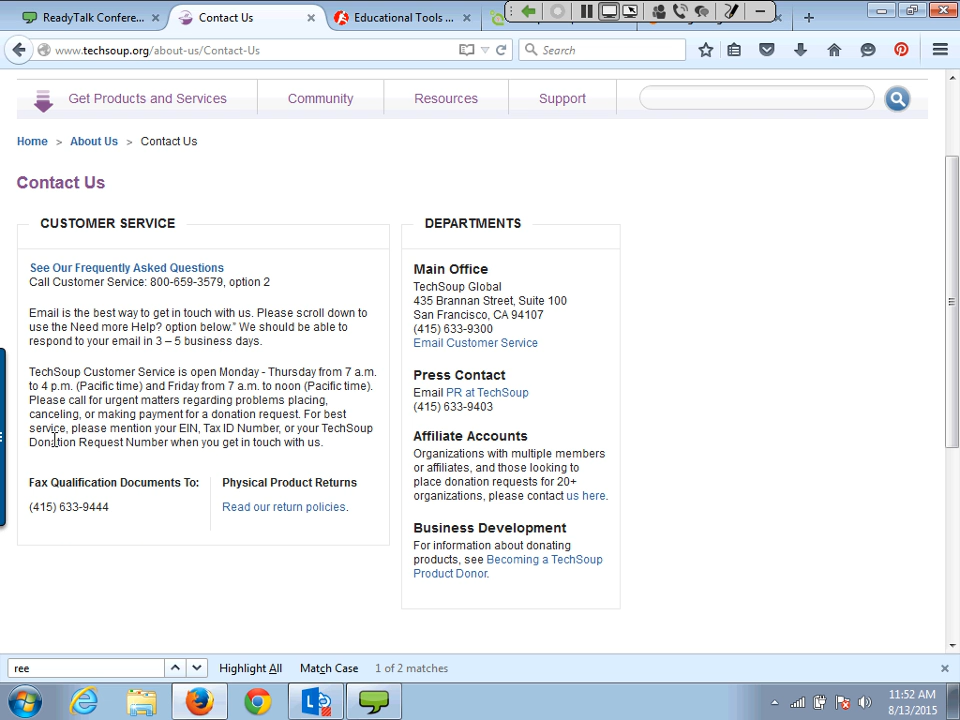 ReadyTalk Confere...
Contact Us
Educational Tools ...
www.techsoup.org/about-us/Contact-Us
Search
Get Products and Services
Community
Resources
Support
Home > About Us > Contact Us
Contact Us
CUSTOMER SERVICE
See Our Frequently Asked Questions
Call Customer Service: 800-659-3579, option 2
Email is the best way to get in touch with us. Please scroll down to
use the Need more Help? option below." We should be able to
respond to your email in 3 – 5 business days.
TechSoup Customer Service is open Monday - Thursday from 7 a.m.
to 4 p.m. (Pacific time) and Friday from 7 a.m. to noon (Pacific time).
Please call for urgent matters regarding problems placing,
canceling, or making payment for a donation request. For best
service, please mention your EIN, Tax ID Number, or your TechSoup
Donation Request Number when you get in touch with us.
Fax Qualification Documents To:
(415) 633-9444
Physical Product Returns
Read our return policies.
DEPARTMENTS
Main Office
TechSoup Global
435 Brannan Street, Suite 100
San Francisco, CA 94107
(415) 633-9300
Email Customer Service
Press Contact
Email PR at TechSoup
(415) 633-9403
Affiliate Accounts
Organizations with multiple members
or affiliates, and those looking to
place donation requests for 20+
organizations, please contact us here.
Business Development
For information about donating
products, see Becoming a TechSoup
Product Donor.
ree
Highlight All
Match Case
1 of 2 matches
11:52 AM
8/13/2015